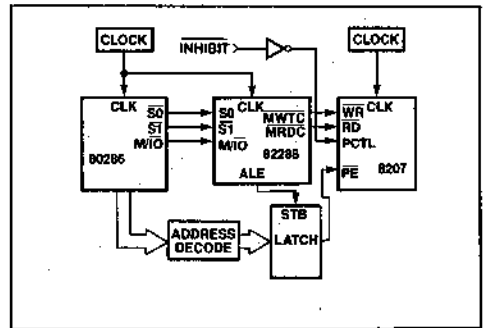 CLOCK
INHIBIT
CLOCK
CLK
S0
S1
M/IO
80286
S0
S1
M/IO
CLK
MWTC
MRDC
82288
ALE
WR
RD
PCTL
PE
CLK
8207
ADDRESS
DECODE
STB
LATCH